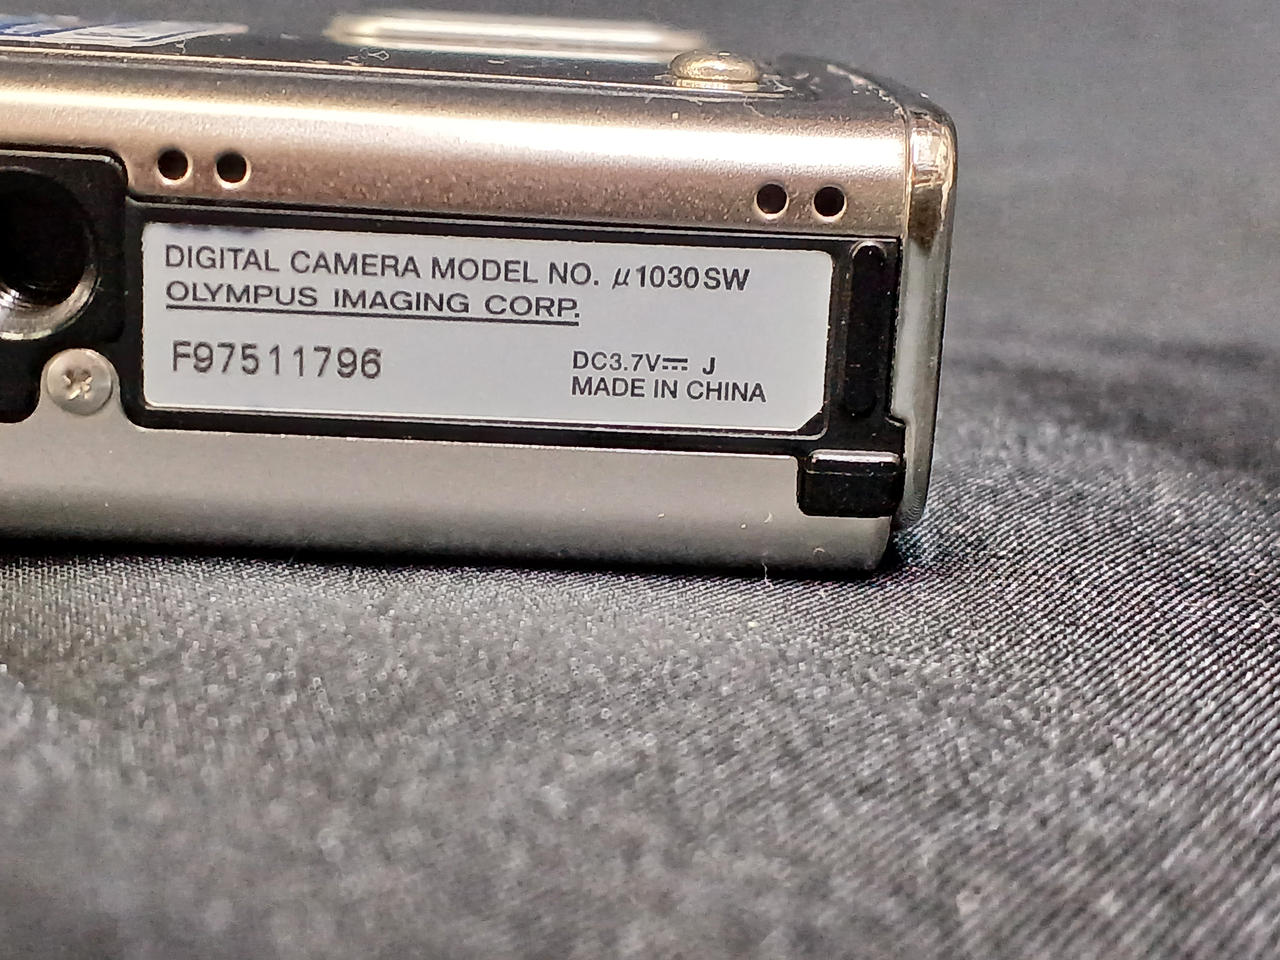 DIGITAL CAMERA MODEL NO. μ1030SW
OLYMPUS IMAGING CORP.
F97511796
DC3.7V⎓ J
MADE IN CHINA